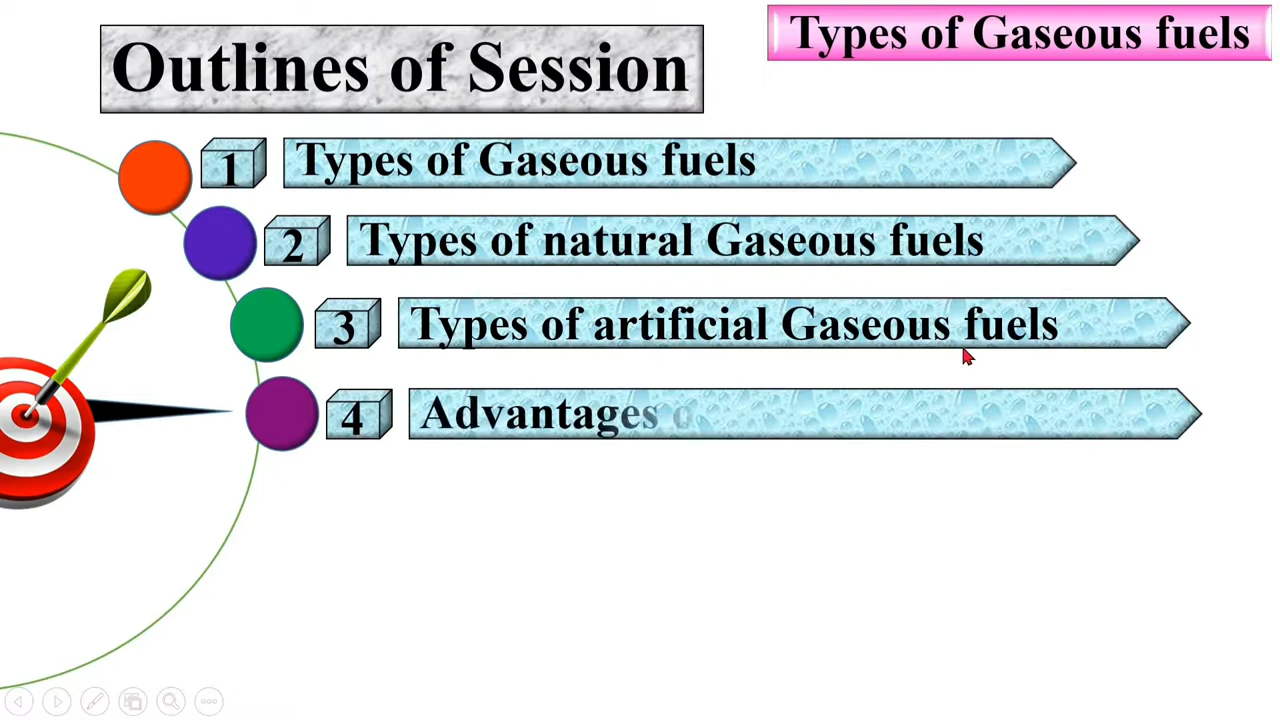 Types of Gaseous fuels
Outlines of Session
1 Types of Gaseous fuels
2 Types of natural Gaseous fuels
3 Types of artificial Gaseous fuels
4 Advantages